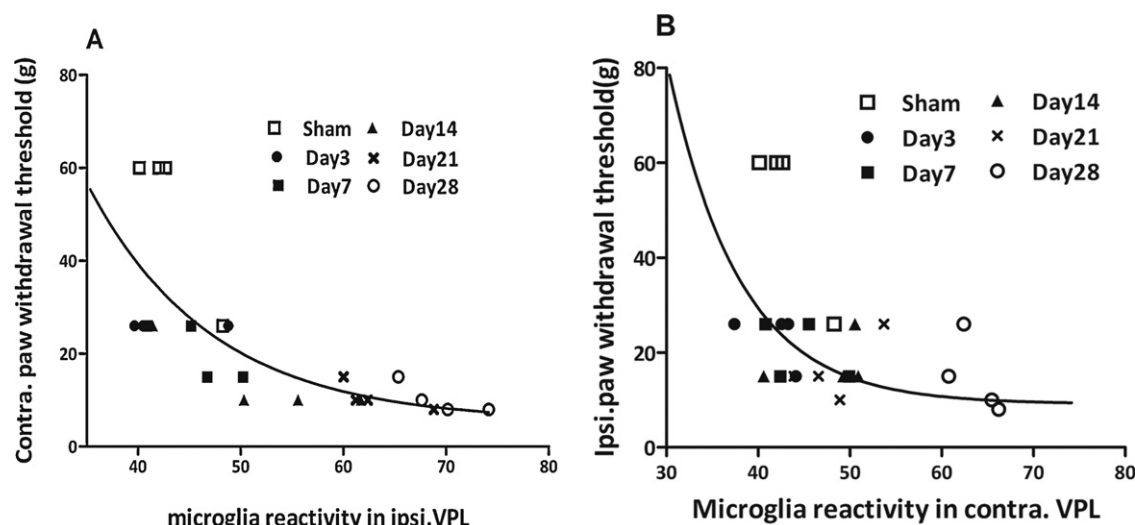 A
Contra. paw withdrawal threshold (g)
80
60
40
20
0
Sham
Day3
Day7
Day14
Day21
Day28
40 50 60 70 80
microglia reactivity in ipsi.VPL
B
Ipsi.paw withdrawal threshold(g)
80
60
40
20
0
Sham
Day3
Day7
Day14
Day21
Day28
30 40 50 60 70 80
Microglia reactivity in contra. VPL